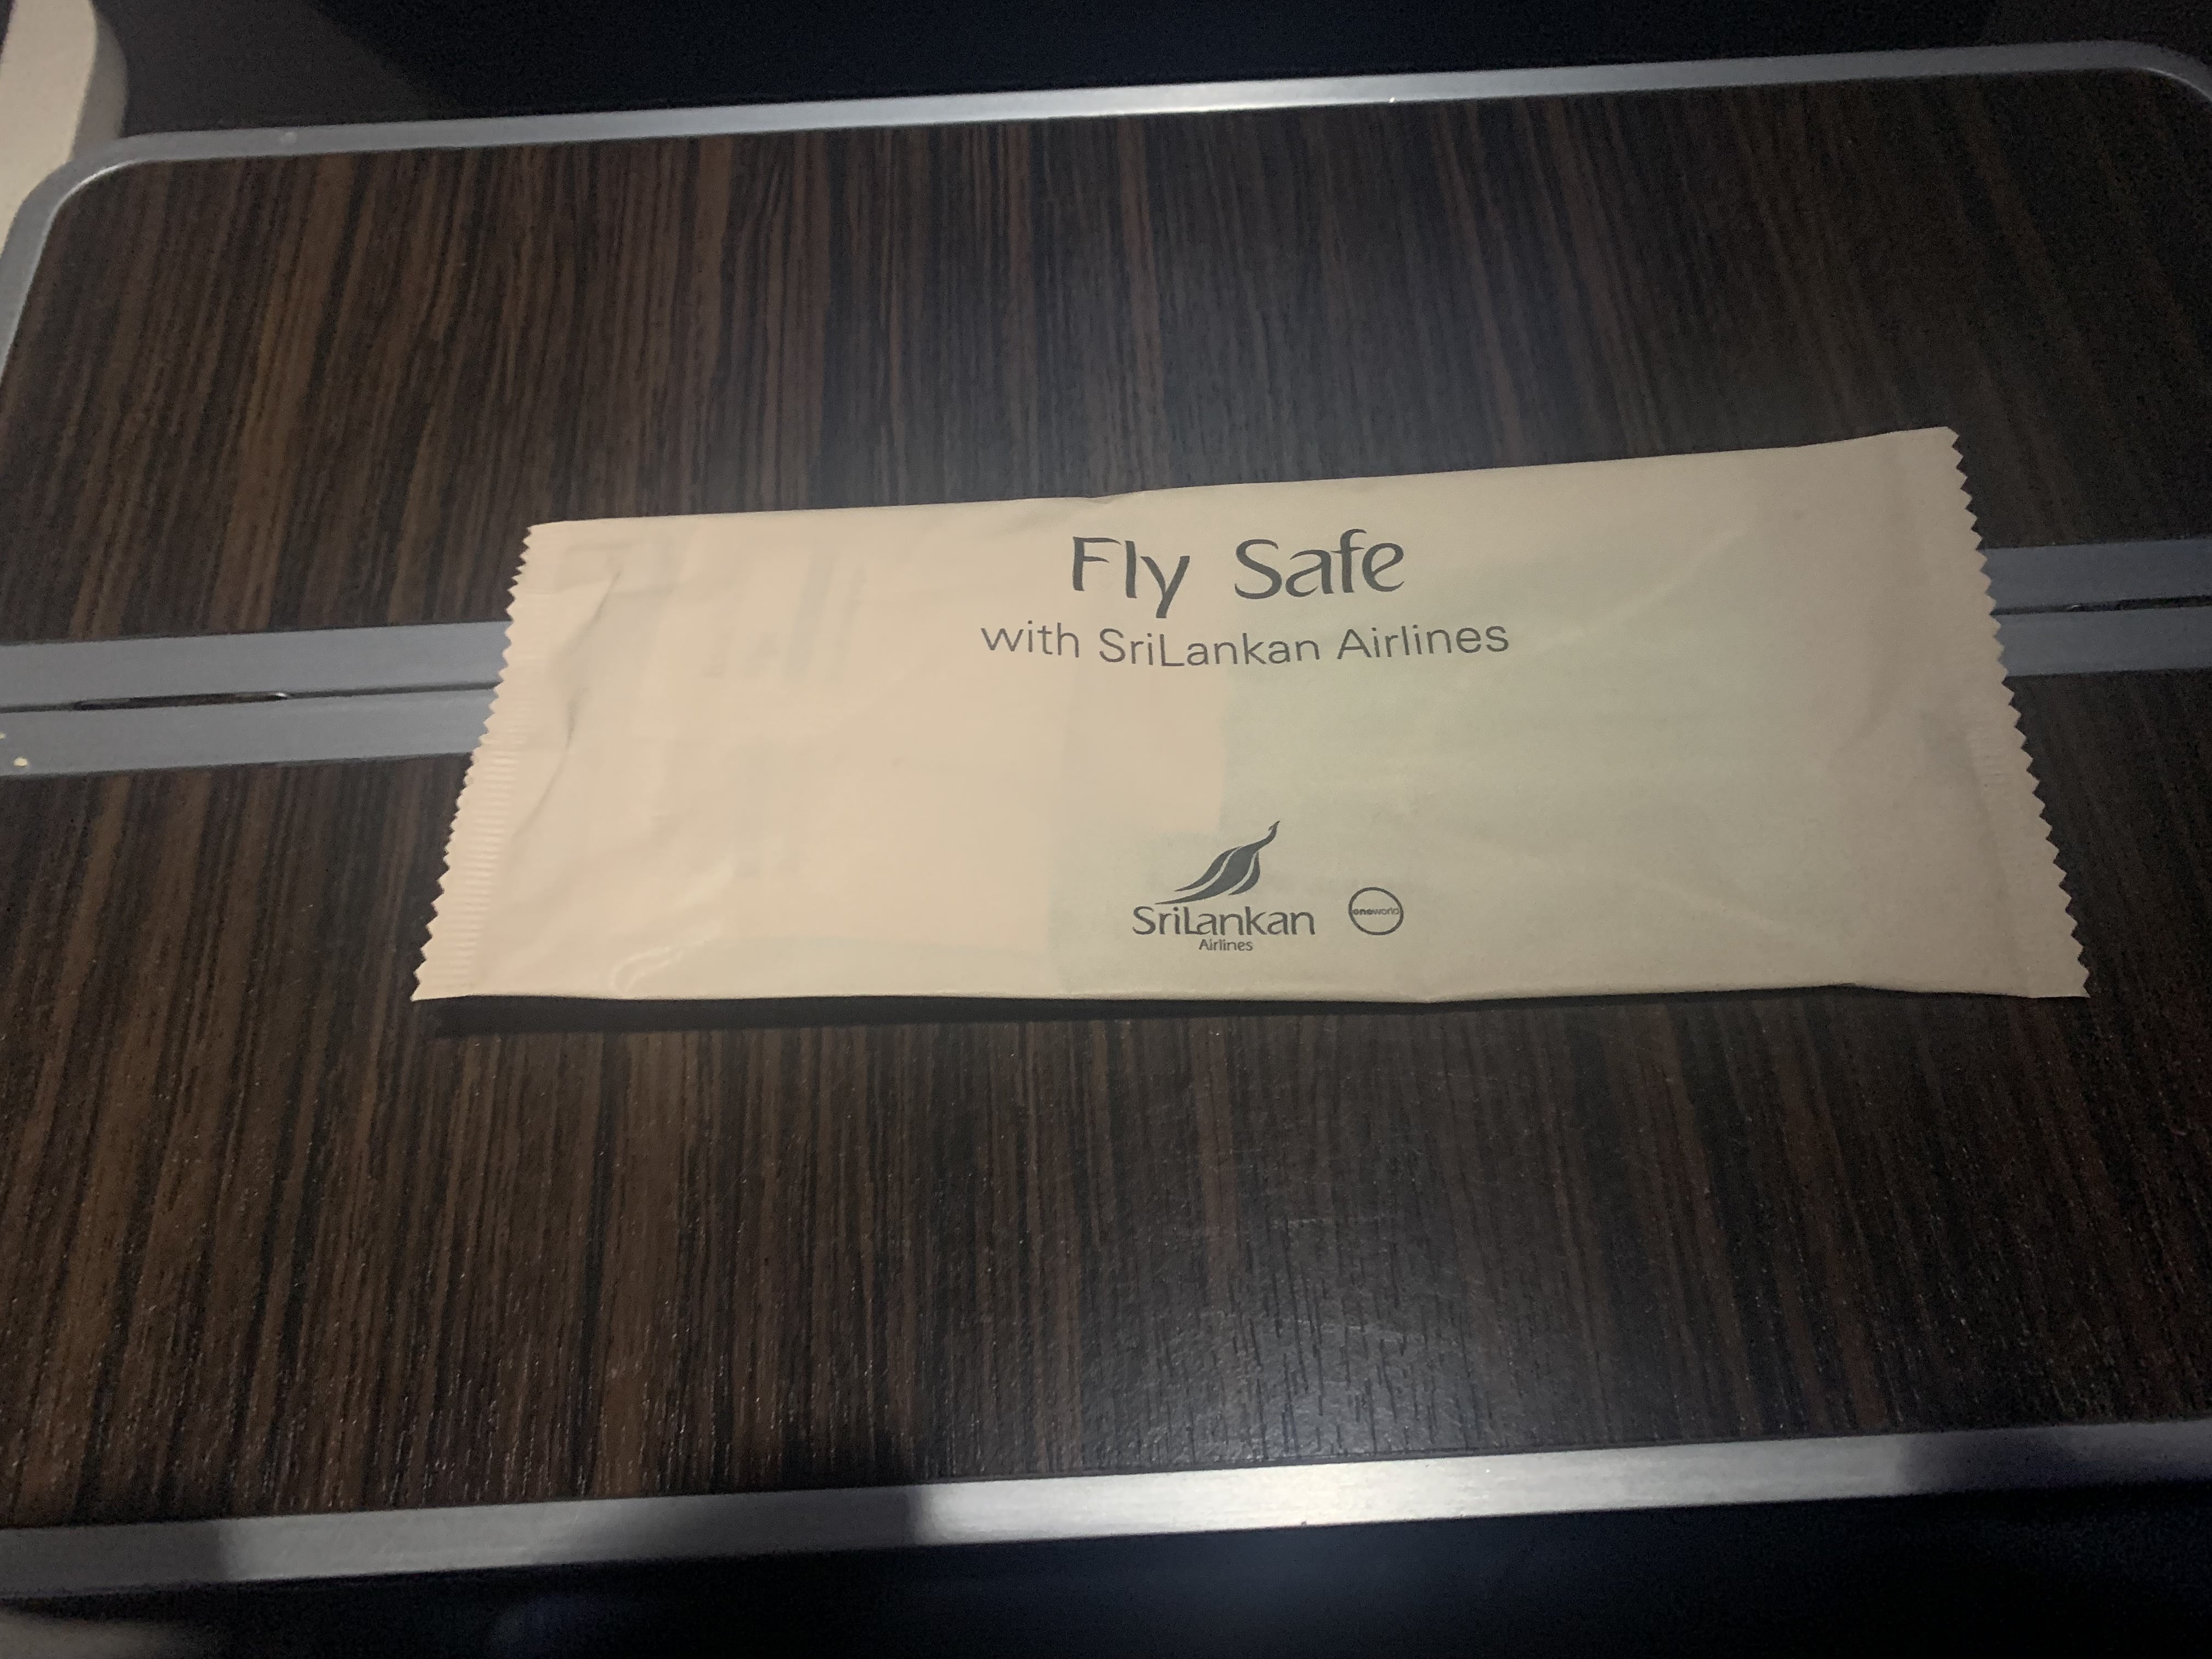 Fly Safe
with SriLankan Airlines
SriLankan
Airlines
oneworld